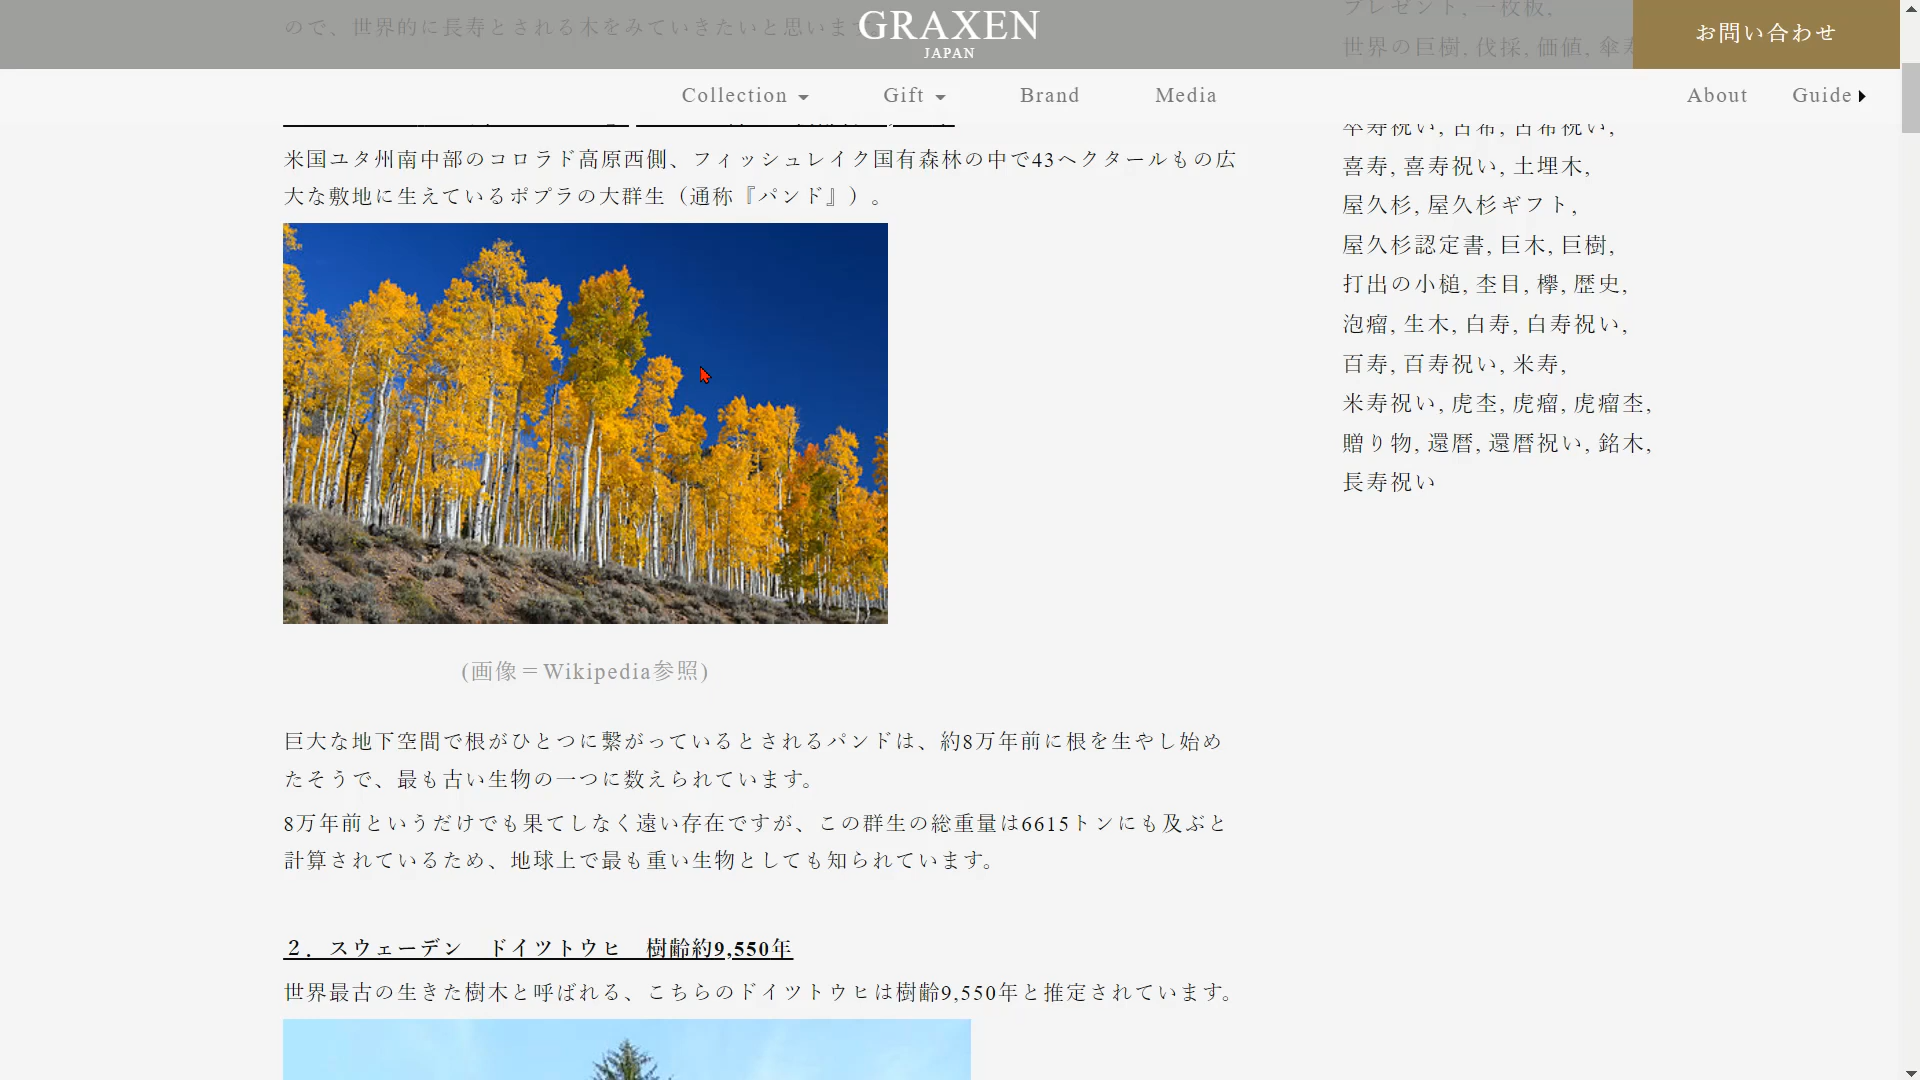 ので、世界的に長寿とされる木をみていきたいと思いま
GRAXEN
JAPAN
プレゼント, 一枚板,
世界の巨樹, 伐採, 価値, 傘
お問い合わせ
Collection
Gift
Brand
Media
About
Guide
米国ユタ州南中部のコロラド高原西側、フィッシュレイク国有森林の中で43ヘクタールもの広
大な敷地に生えているポプラの大群生（通称『パンド』）。
(画像＝Wikipedia参照)
巨大な地下空間で根がひとつに繋がっているとされるパンドは、約8万年前に根を生やし始め
たそうで、最も古い生物の一つに数えられています。
8万年前というだけでも果てしなく遠い存在ですが、この群生の総重量は6615トンにも及ぶと
計算されているため、地球上で最も重い生物としても知られています。
２．スウェーデン　ドイツトウヒ　樹齢約9,550年
世界最古の生きた樹木と呼ばれる、こちらのドイツトウヒは樹齢9,550年と推定されています。
卒寿祝い, 古希, 古希祝い,
喜寿, 喜寿祝い, 土埋木,
屋久杉, 屋久杉ギフト,
屋久杉認定書, 巨木, 巨樹,
打出の小槌, 杢目, 欅, 歴史,
泡瘤, 生木, 白寿, 白寿祝い,
百寿, 百寿祝い, 米寿,
米寿祝い, 虎杢, 虎瘤, 虎瘤杢,
贈り物, 還暦, 還暦祝い, 銘木,
長寿祝い